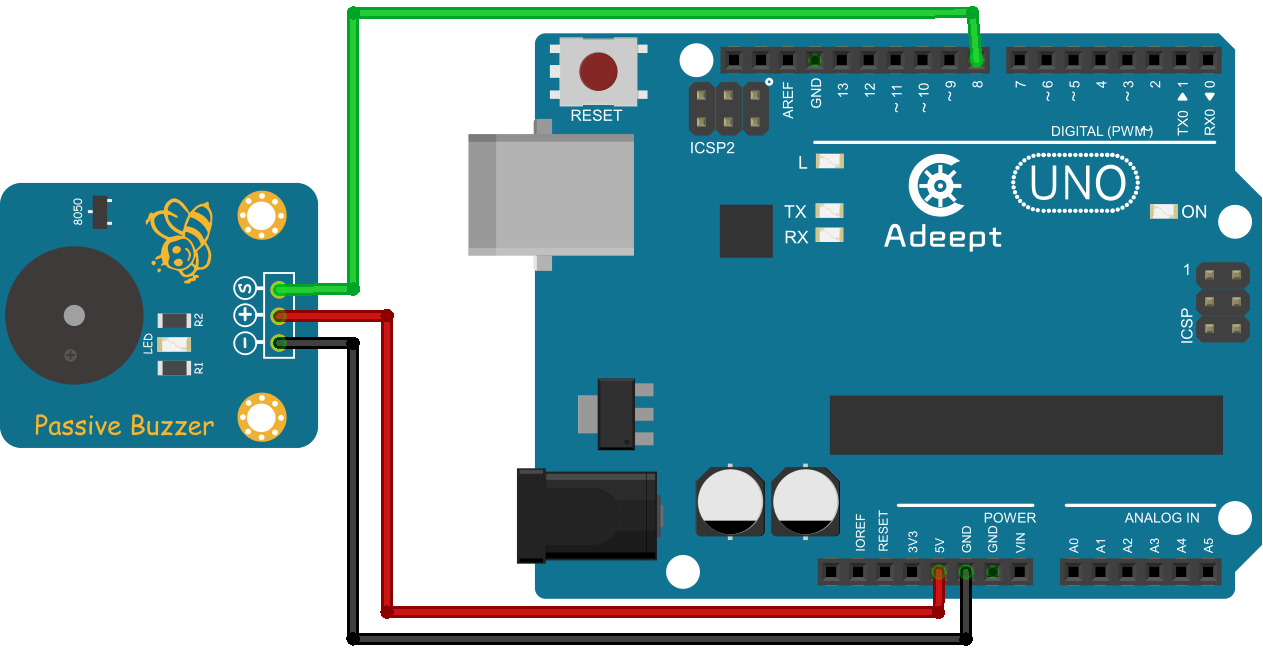 RESET
ICSP2
AREF
GND
13
12
~ 11
~ 10
~ 9
8
7
~ 6
~ 5
4
~ 3
2
TX0 ▶ 1
RX0 ◀ 0
DIGITAL (PWM~)
L
TX
RX
Adeept
UNO
ON
1
ICSP
8050
S
+
−
R2
LED
R1
Passive Buzzer
POWER
ANALOG IN
IOREF
RESET
3V3
5V
GND
GND
VIN
A0
A1
A2
A3
A4
A5